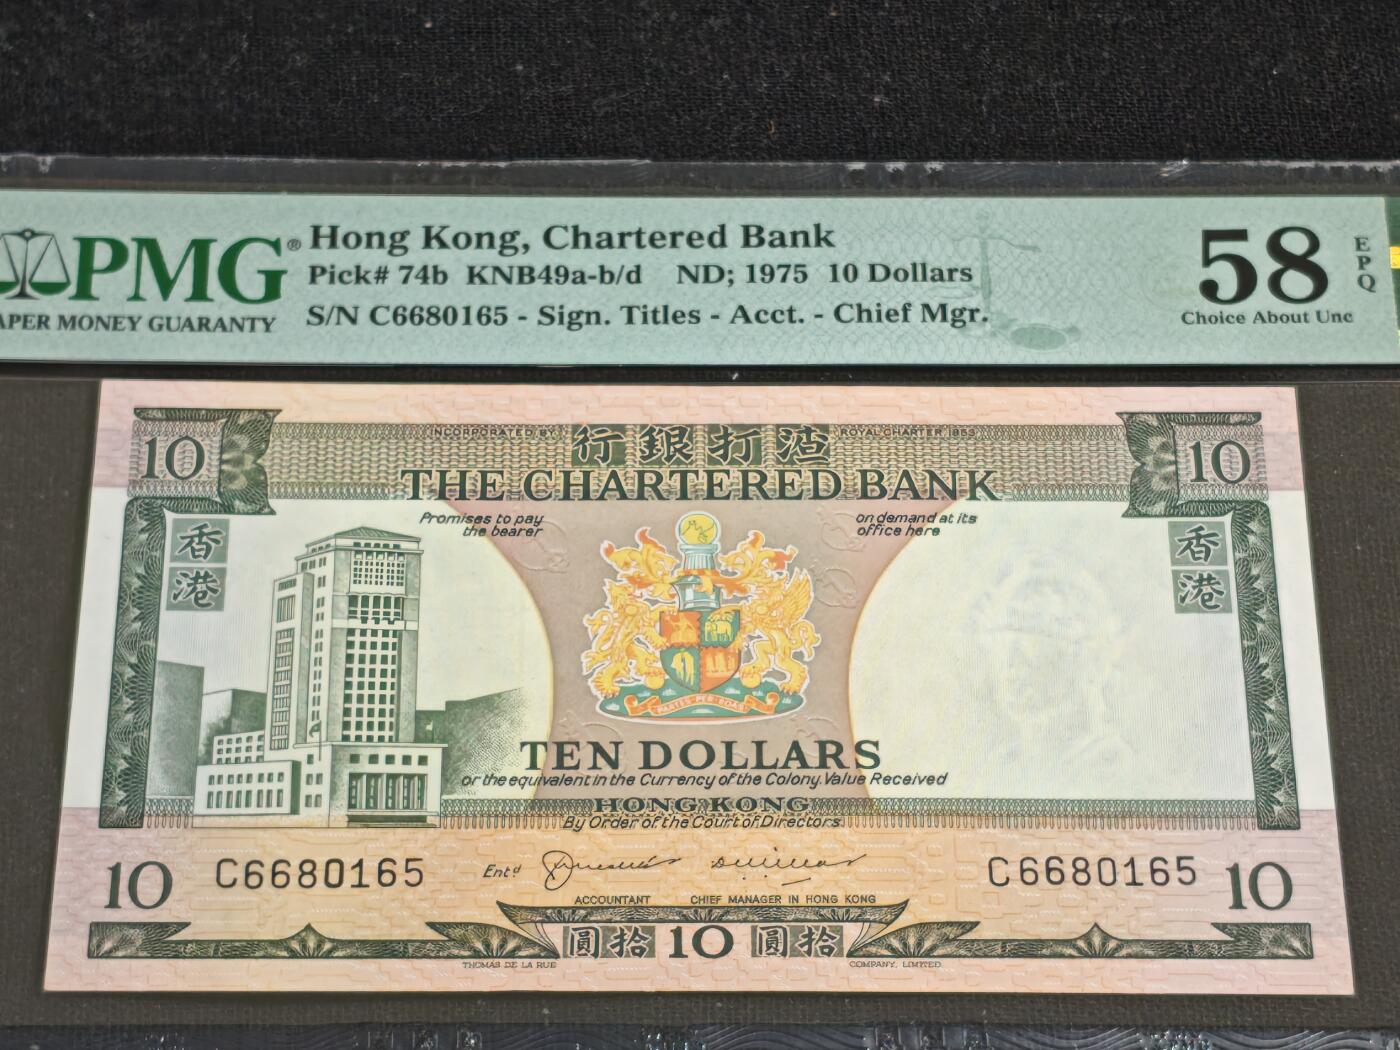 PMG®
APER MONEY GUARANTY
Hong Kong, Chartered Bank
Pick# 74b KNB49a-b/d ND; 1975 10 Dollars
S/N C6680165 - Sign. Titles - Acct. - Chief Mgr.
58 EPQ
Choice About Unc
10 INCORPORATED BY 行銀打渣 ROYAL CHARTER 1853 10
THE CHARTERED BANK
Promises to pay
the bearer
on demand at its
office here
香港
香港
TEN DOLLARS
or the equivalent in the Currency of the Colony. Value Received
HONG KONG
By Order of the Court of Directors
10 C6680165 Entd C6680165 10
ACCOUNTANT CHIEF MANAGER IN HONG KONG
圓拾 10 圓拾
THOMAS DE LA RUE COMPANY, LIMITED.